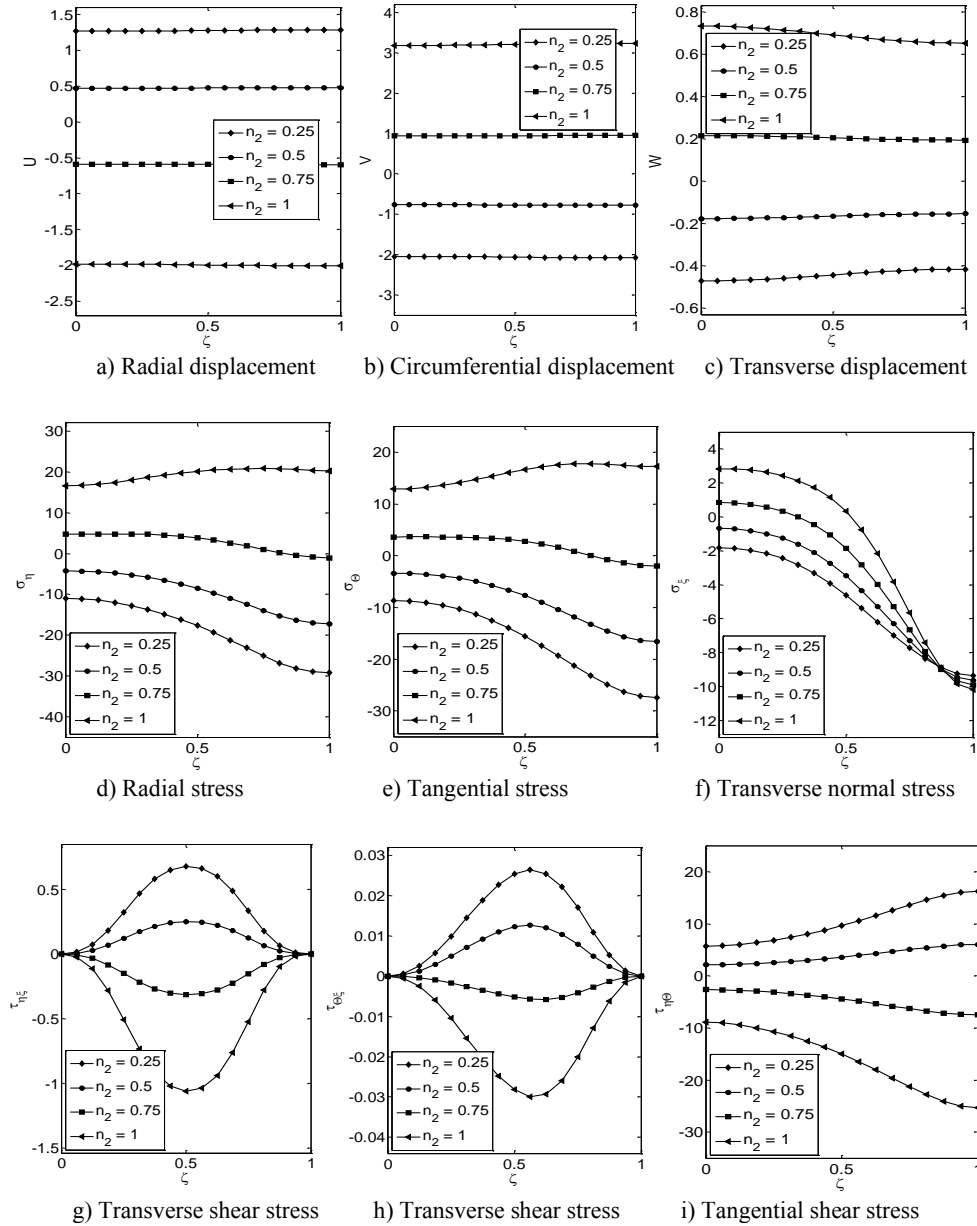 1.5
1
0.5
0
-0.5
-1
-1.5
-2
-2.5
U
n2 = 0.25
n2 = 0.5
n2 = 0.75
n2 = 1
0 0.5 1
ζ
a) Radial displacement
4
3
2
1
0
-1
-2
-3
V
n2 = 0.25
n2 = 0.5
n2 = 0.75
n2 = 1
0 0.5 1
ζ
b) Circumferential displacement
0.8
0.6
0.4
0.2
0
-0.2
-0.4
-0.6
W
n2 = 0.25
n2 = 0.5
n2 = 0.75
n2 = 1
0 0.5 1
ζ
c) Transverse displacement
30
20
10
0
-10
-20
-30
-40
ση
n2 = 0.25
n2 = 0.5
n2 = 0.75
n2 = 1
0 0.5 1
ζ
d) Radial stress
20
10
0
-10
-20
-30
σΘ
n2 = 0.25
n2 = 0.5
n2 = 0.75
n2 = 1
0 0.5 1
ζ
e) Tangential stress
4
2
0
-2
-4
-6
-8
-10
-12
σξ
n2 = 0.25
n2 = 0.5
n2 = 0.75
n2 = 1
0 0.5 1
ζ
f) Transverse normal stress
0.5
0
-0.5
-1
-1.5
τηξ
n2 = 0.25
n2 = 0.5
n2 = 0.75
n2 = 1
0 0.5 1
ζ
g) Transverse shear stress
0.03
0.02
0.01
0
-0.01
-0.02
-0.03
-0.04
τΘξ
n2 = 0.25
n2 = 0.5
n2 = 0.75
n2 = 1
0 0.5 1
ζ
h) Transverse shear stress
20
10
0
-10
-20
-30
τηΘ
n2 = 0.25
n2 = 0.5
n2 = 0.75
n2 = 1
0 0.5 1
ζ
i) Tangential shear stress